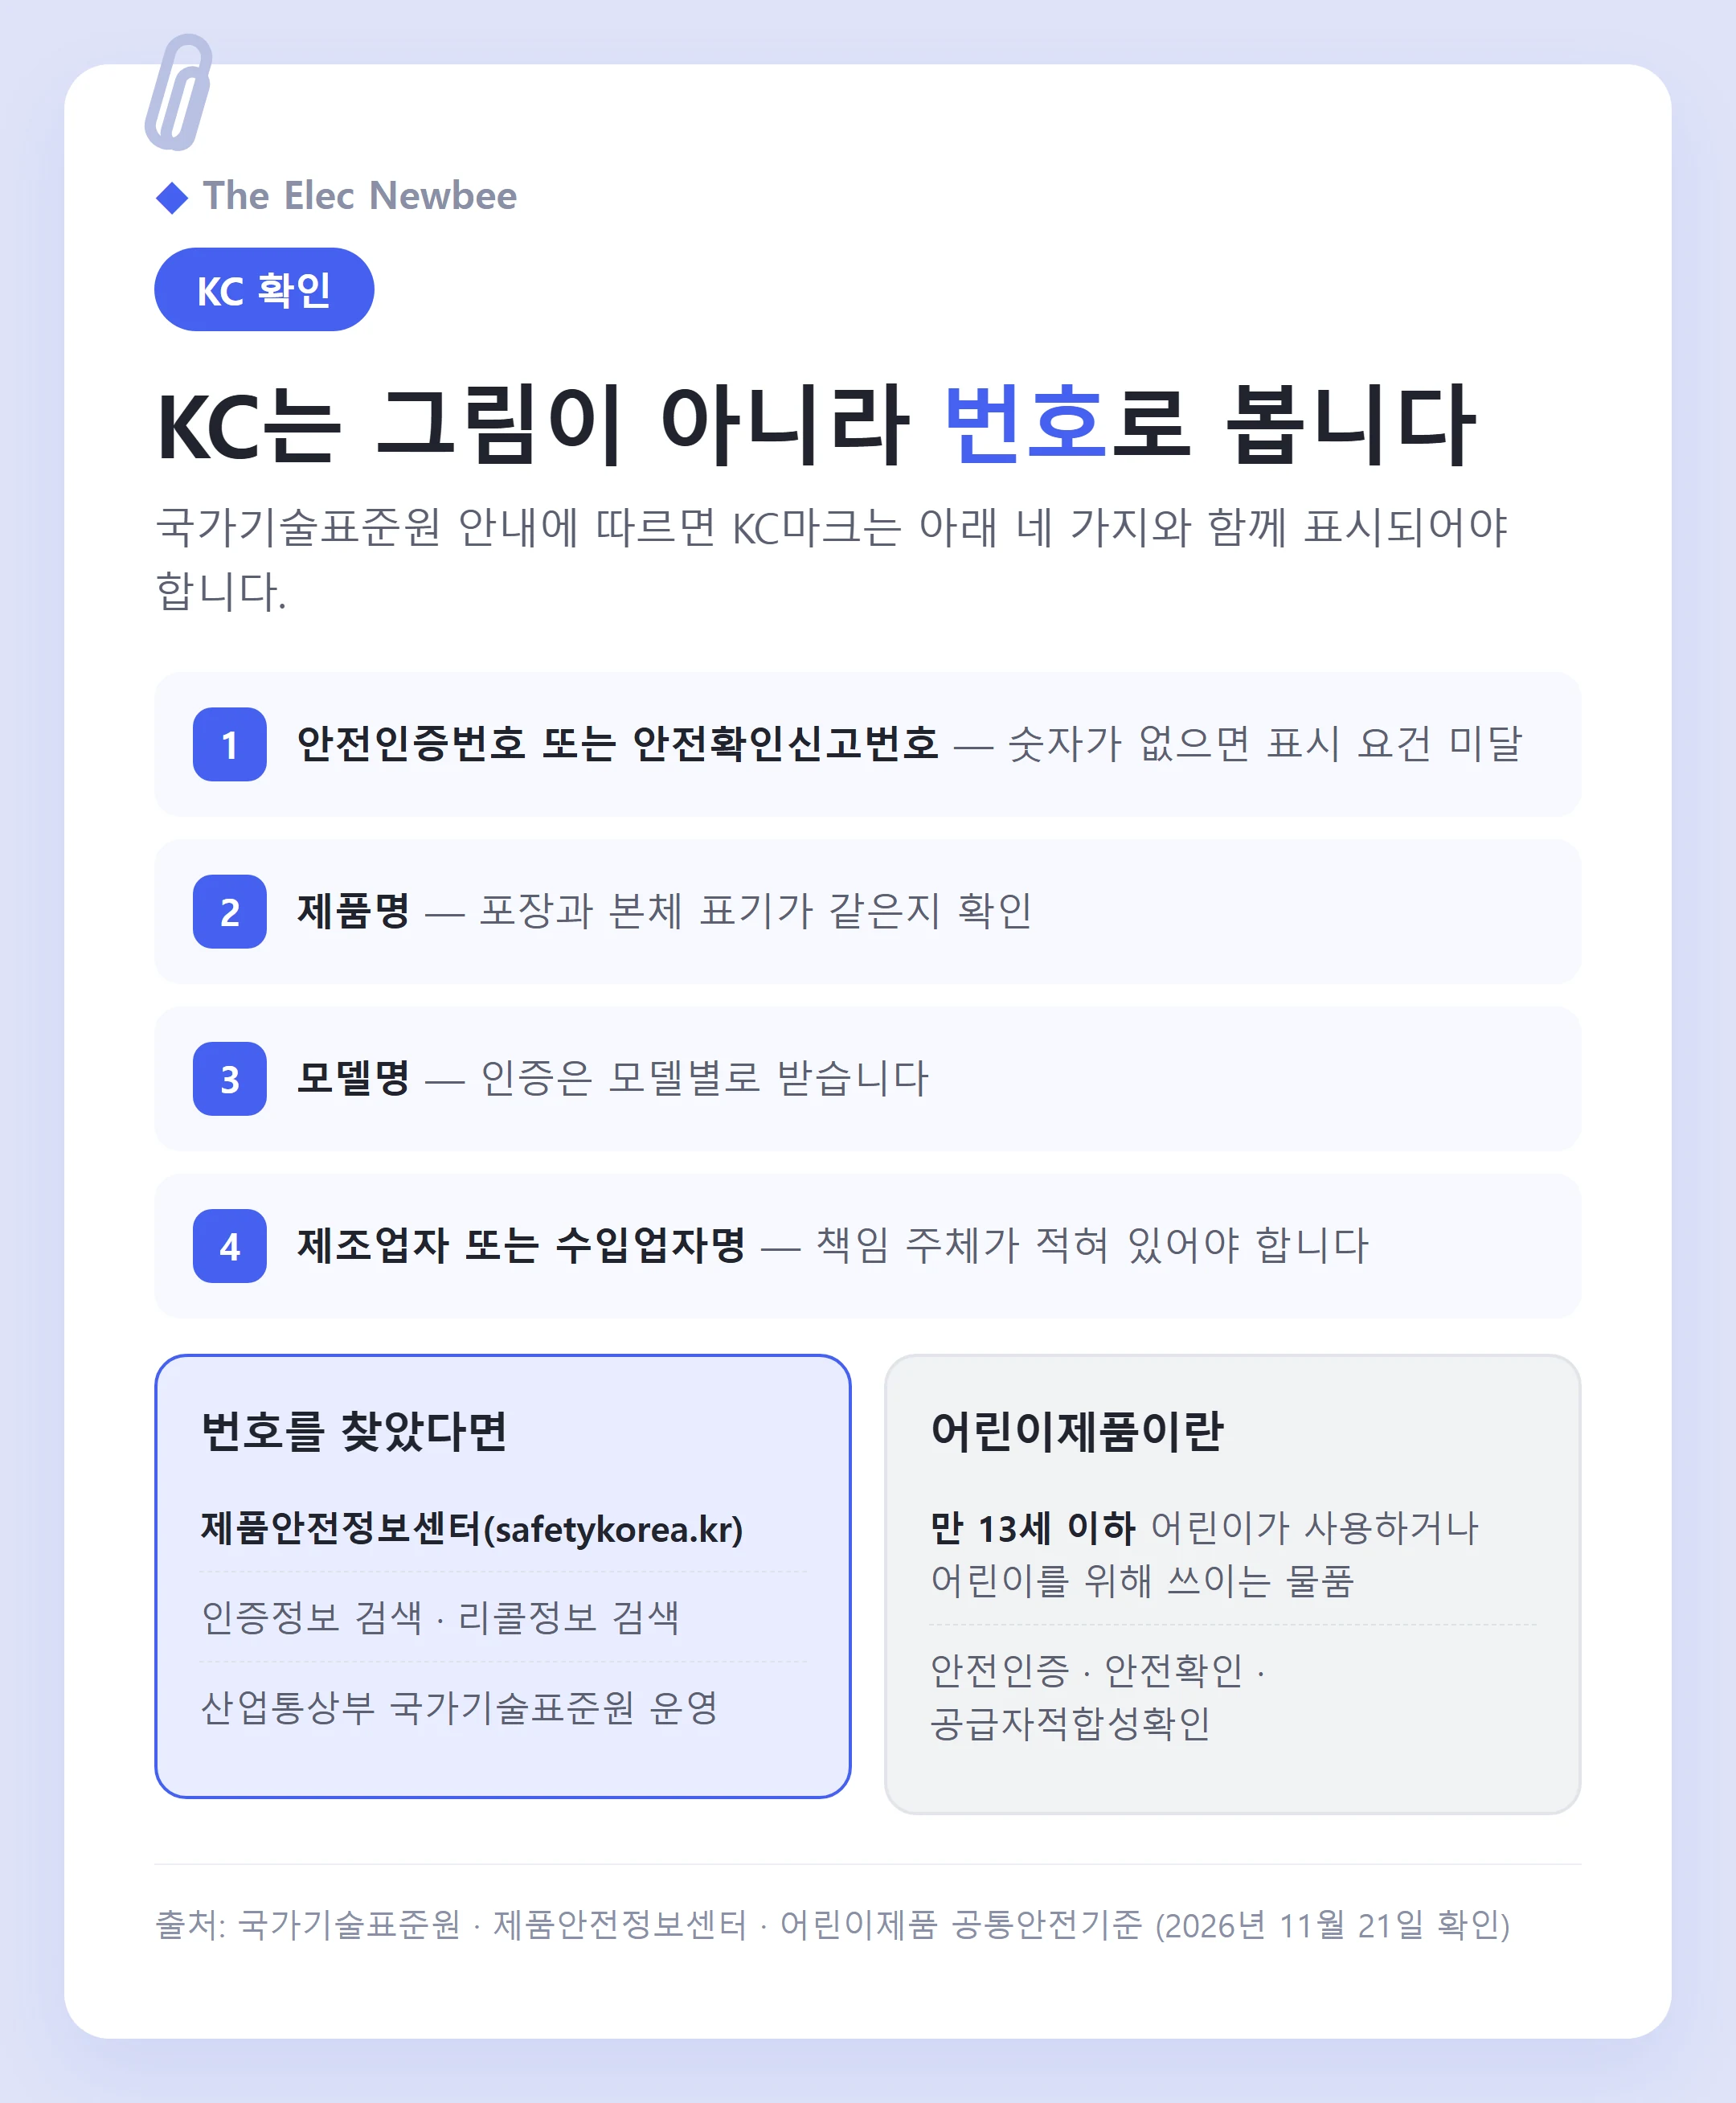 The Elec Newbee
KC 확인
KC는 그림이 아니라 번호로 봅니다
국가기술표준원 안내에 따르면 KC마크는 아래 네 가지와 함께 표시되어야
합니다.
1 안전인증번호 또는 안전확인신고번호 — 숫자가 없으면 표시 요건 미달
2 제품명 — 포장과 본체 표기가 같은지 확인
3 모델명 — 인증은 모델별로 받습니다
4 제조업자 또는 수입업자명 — 책임 주체가 적혀 있어야 합니다
번호를 찾았다면
제품안전정보센터(safetykorea.kr)
인증정보 검색 · 리콜정보 검색
산업통상부 국가기술표준원 운영
어린이제품이란
만 13세 이하 어린이가 사용하거나
어린이를 위해 쓰이는 물품
안전인증 · 안전확인 ·
공급자적합성확인
출처: 국가기술표준원 · 제품안전정보센터 · 어린이제품 공통안전기준 (2026년 11월 21일 확인)